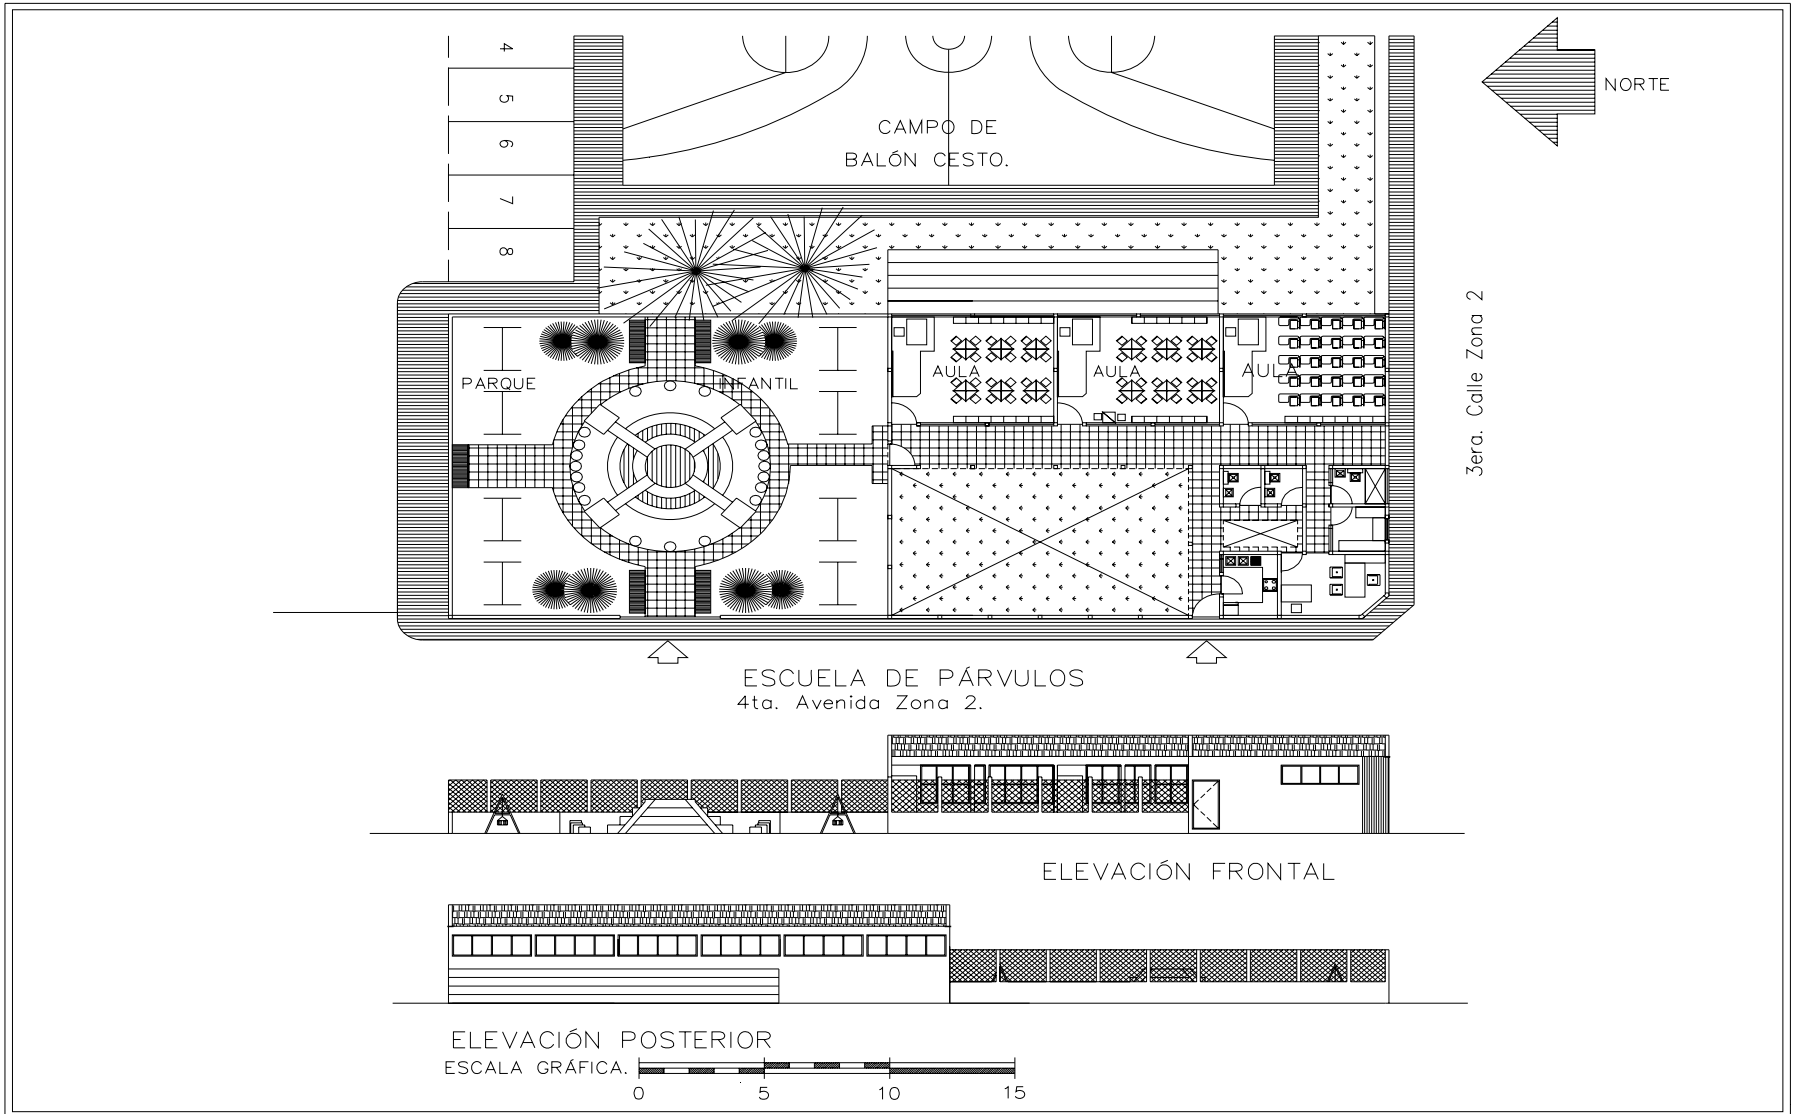 4
5
6
7
8
CAMPO DE
BALÓN CESTO.
NORTE
PARQUE INFANTIL
AULA
AULA
AULA
3era. Calle Zona 2
ESCUELA DE PÁRVULOS
4ta. Avenida Zona 2.
ELEVACIÓN FRONTAL
ELEVACIÓN POSTERIOR
ESCALA GRÁFICA.
0 5 10 15